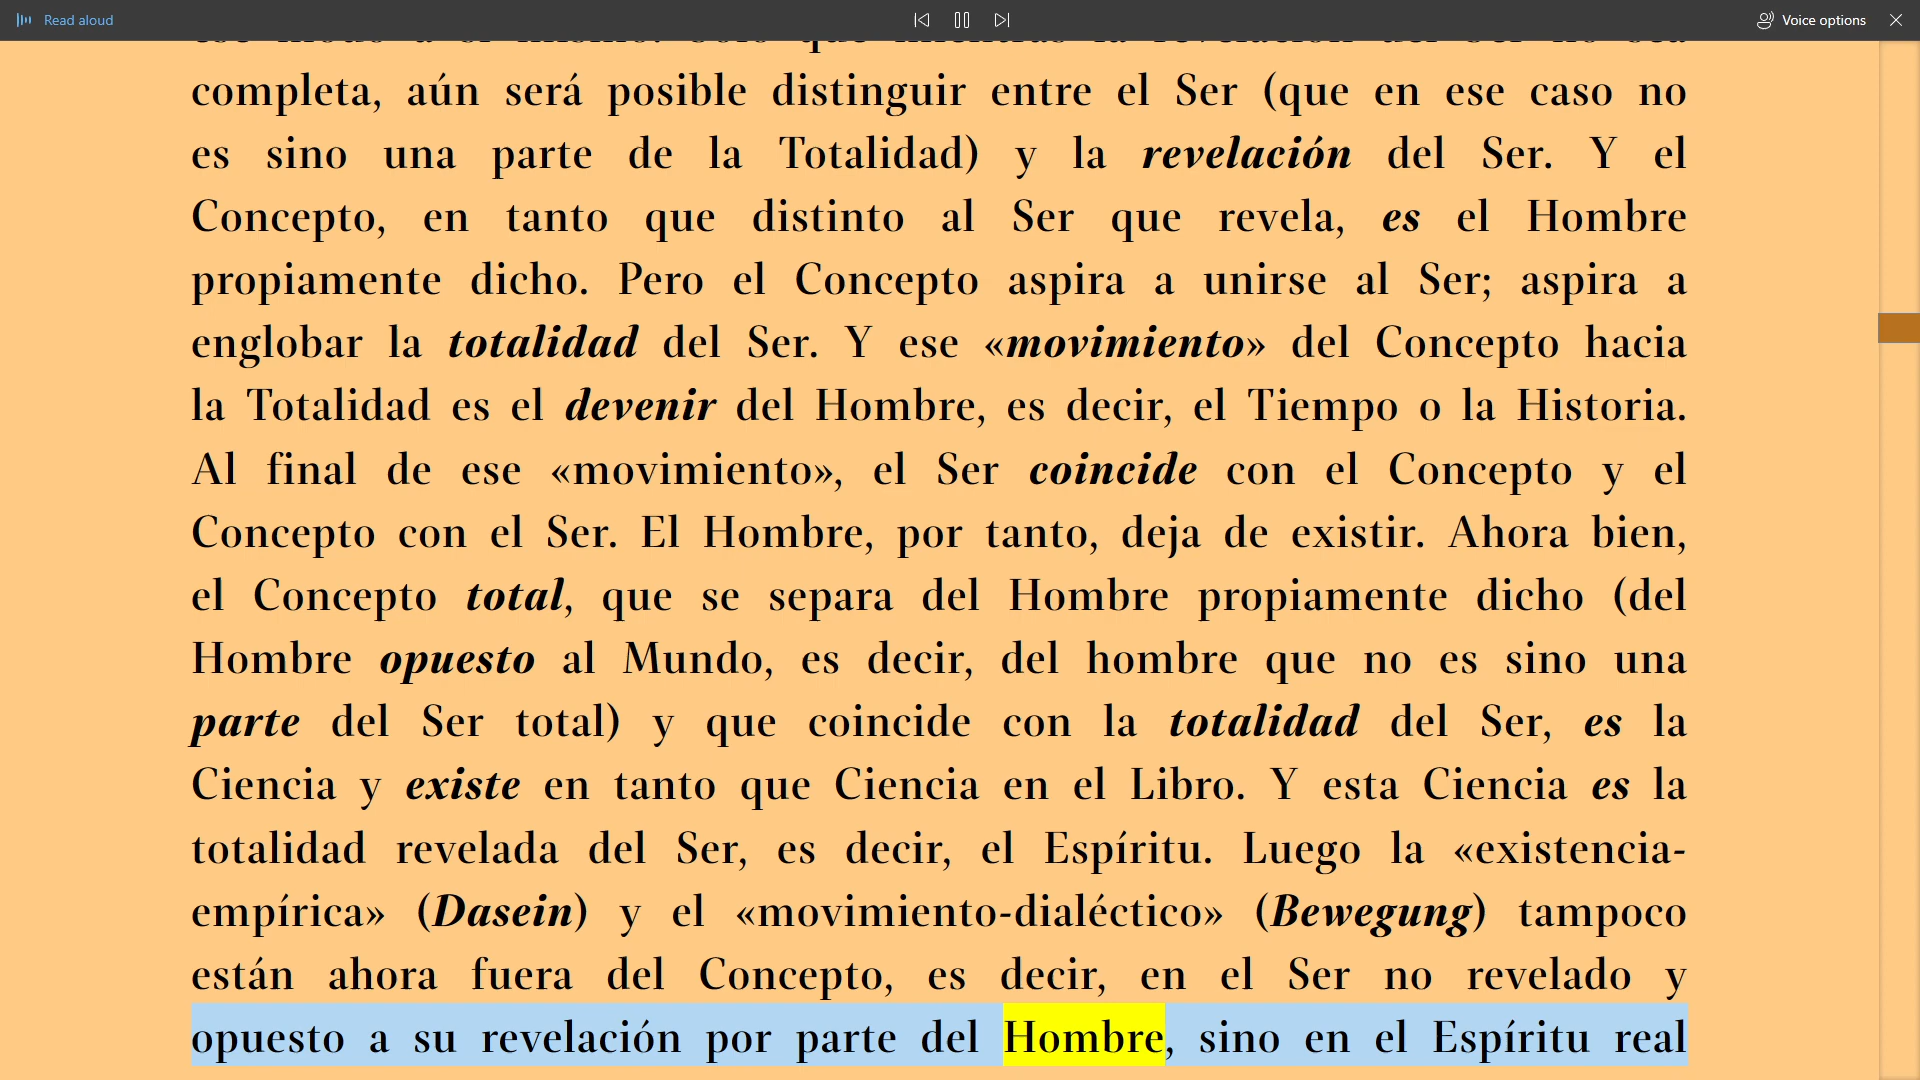 Read aloud
Voice options
completa, aún será posible distinguir entre el Ser (que en ese caso no
es sino una parte de la Totalidad) y la revelación del Ser. Y el
Concepto, en tanto que distinto al Ser que revela, es el Hombre
propiamente dicho. Pero el Concepto aspira a unirse al Ser; aspira a
englobar la totalidad del Ser. Y ese «movimiento» del Concepto hacia
la Totalidad es el devenir del Hombre, es decir, el Tiempo o la Historia.
Al final de ese «movimiento», el Ser coincide con el Concepto y el
Concepto con el Ser. El Hombre, por tanto, deja de existir. Ahora bien,
el Concepto total, que se separa del Hombre propiamente dicho (del
Hombre opuesto al Mundo, es decir, del hombre que no es sino una
parte del Ser total) y que coincide con la totalidad del Ser, es la
Ciencia y existe en tanto que Ciencia en el Libro. Y esta Ciencia es la
totalidad revelada del Ser, es decir, el Espíritu. Luego la «existencia-
empírica» (Dasein) y el «movimiento-dialéctico» (Bewegung) tampoco
están ahora fuera del Concepto, es decir, en el Ser no revelado y
opuesto a su revelación por parte del Hombre, sino en el Espíritu real